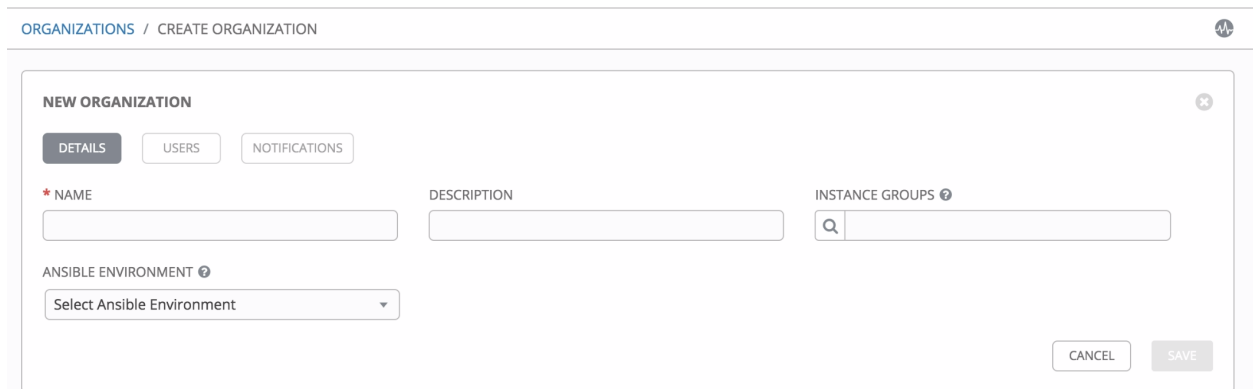 ORGANIZATIONS / CREATE ORGANIZATION
NEW ORGANIZATION
DETAILS USERS NOTIFICATIONS
* NAME DESCRIPTION INSTANCE GROUPS ?
ANSIBLE ENVIRONMENT ?
Select Ansible Environment
CANCEL SAVE